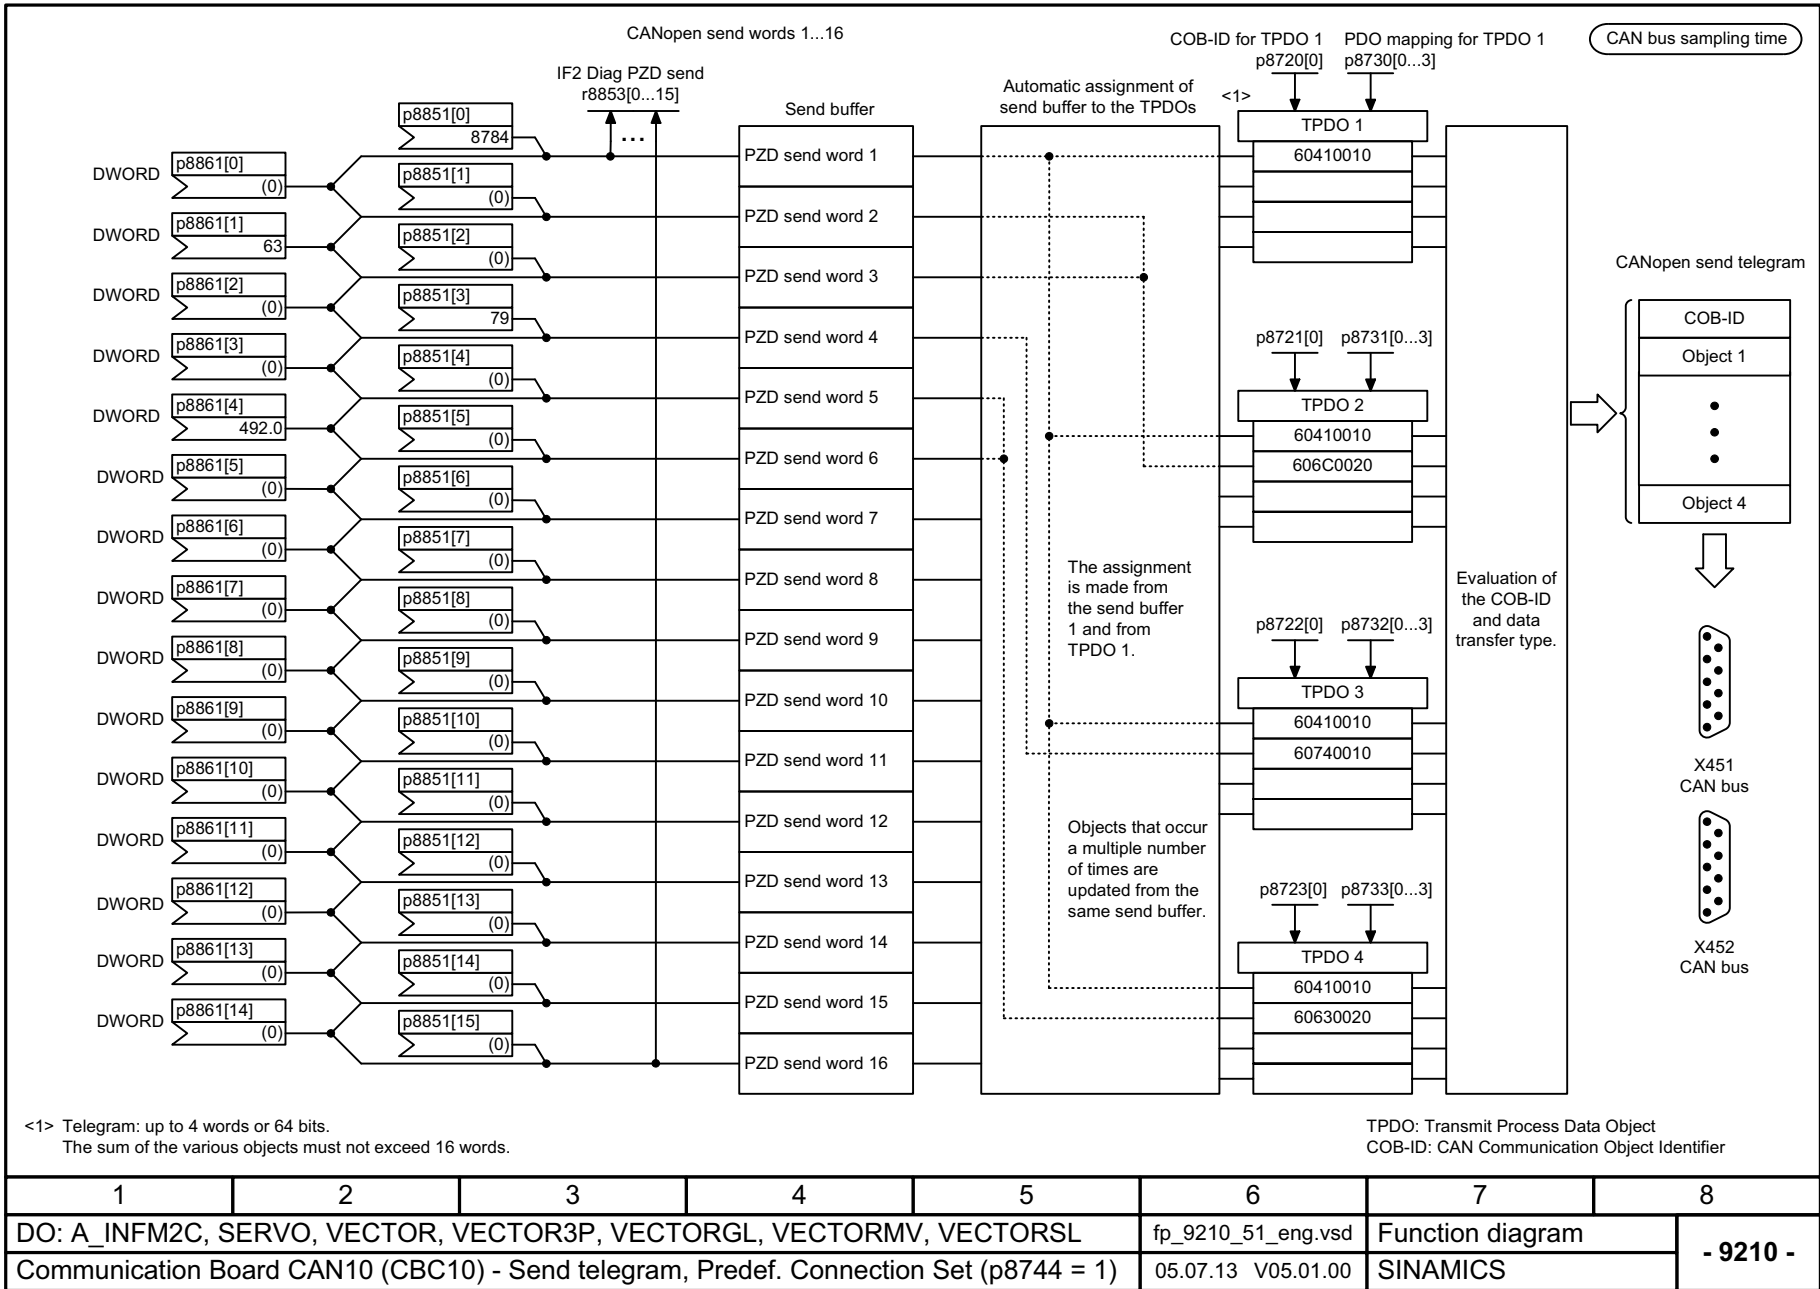 CANopen send words 1...16
COB-ID for TPDO 1
p8720[0]
PDO mapping for TPDO 1
p8730[0...3]
CAN bus sampling time
IF2 Diag PZD send
r8853[0...15]
...
Send buffer
Automatic assignment of
send buffer to the TPDOs
<1>
DWORD
p8861[0]
(0)
DWORD
p8861[1]
63
DWORD
p8861[2]
(0)
DWORD
p8861[3]
(0)
DWORD
p8861[4]
492.0
DWORD
p8861[5]
(0)
DWORD
p8861[6]
(0)
DWORD
p8861[7]
(0)
DWORD
p8861[8]
(0)
DWORD
p8861[9]
(0)
DWORD
p8861[10]
(0)
DWORD
p8861[11]
(0)
DWORD
p8861[12]
(0)
DWORD
p8861[13]
(0)
DWORD
p8861[14]
(0)
p8851[0]
8784
p8851[1]
(0)
p8851[2]
(0)
p8851[3]
79
p8851[4]
(0)
p8851[5]
(0)
p8851[6]
(0)
p8851[7]
(0)
p8851[8]
(0)
p8851[9]
(0)
p8851[10]
(0)
p8851[11]
(0)
p8851[12]
(0)
p8851[13]
(0)
p8851[14]
(0)
p8851[15]
(0)
PZD send word 1
PZD send word 2
PZD send word 3
PZD send word 4
PZD send word 5
PZD send word 6
PZD send word 7
PZD send word 8
PZD send word 9
PZD send word 10
PZD send word 11
PZD send word 12
PZD send word 13
PZD send word 14
PZD send word 15
PZD send word 16
The assignment
is made from
the send buffer
1 and from
TPDO 1.
Objects that occur
a multiple number
of times are
updated from the
same send buffer.
TPDO 1
60410010
p8721[0]
p8731[0...3]
TPDO 2
60410010
606C0020
p8722[0]
p8732[0...3]
TPDO 3
60410010
60740010
p8723[0]
p8733[0...3]
TPDO 4
60410010
60630020
Evaluation of
the COB-ID
and data
transfer type.
CANopen send telegram
COB-ID
Object 1
Object 4
X451
CAN bus
X452
CAN bus
<1> Telegram: up to 4 words or 64 bits.
The sum of the various objects must not exceed 16 words.
TPDO: Transmit Process Data Object
COB-ID: CAN Communication Object Identifier
1 2 3 4 5 6 7 8
DO: A_INFM2C, SERVO, VECTOR, VECTOR3P, VECTORGL, VECTORMV, VECTORSL
fp_9210_51_eng.vsd
Function diagram
- 9210 -
Communication Board CAN10 (CBC10) - Send telegram, Predef. Connection Set (p8744 = 1)
05.07.13 V05.01.00
SINAMICS